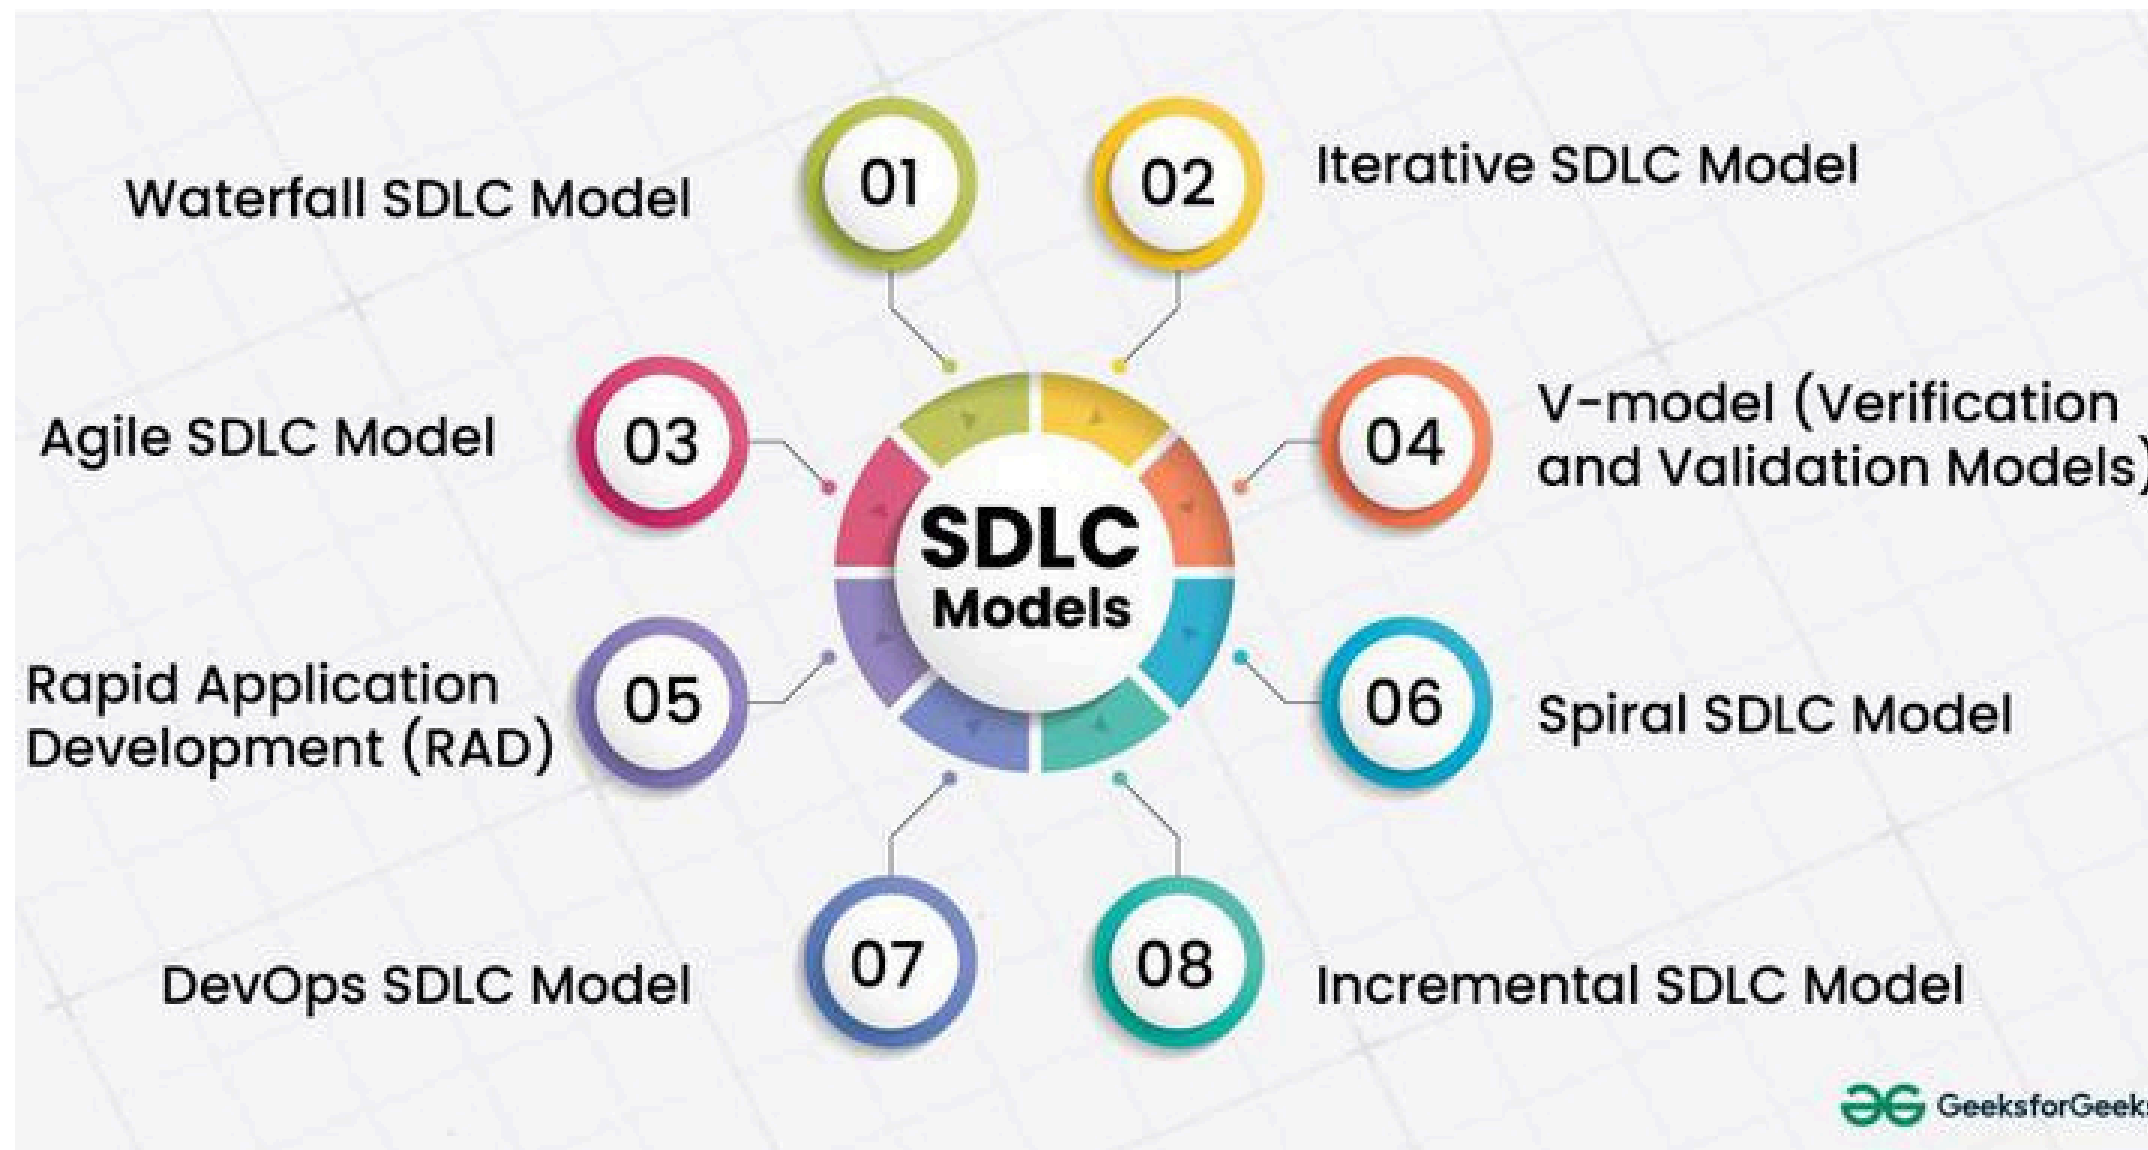 Waterfall SDLC Model
01
02
Iterative SDLC Model
Agile SDLC Model
03
04
V-model (Verification
and Validation Models)
SDLC
Models
Rapid Application
Development (RAD)
05
06
Spiral SDLC Model
DevOps SDLC Model
07
08
Incremental SDLC Model
GeeksforGeeks